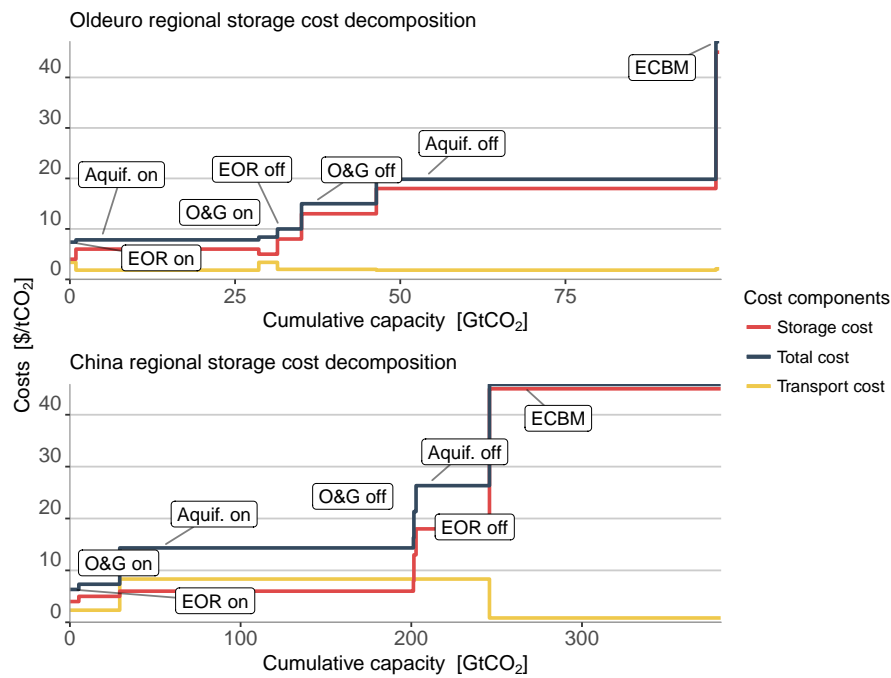 Oldeuro regional storage cost decomposition
40
30
20
10
0
ECBM
Aquif. off
EOR off
O&G off
Aquif. on
O&G on
EOR on
0 25 50 75
Cumulative capacity [GtCO₂]
Costs [$/tCO₂]
Cost components
Storage cost
Total cost
Transport cost
China regional storage cost decomposition
40
30
20
10
0
ECBM
Aquif. off
O&G off
Aquif. on
EOR off
O&G on
EOR on
0 100 200 300
Cumulative capacity [GtCO₂]